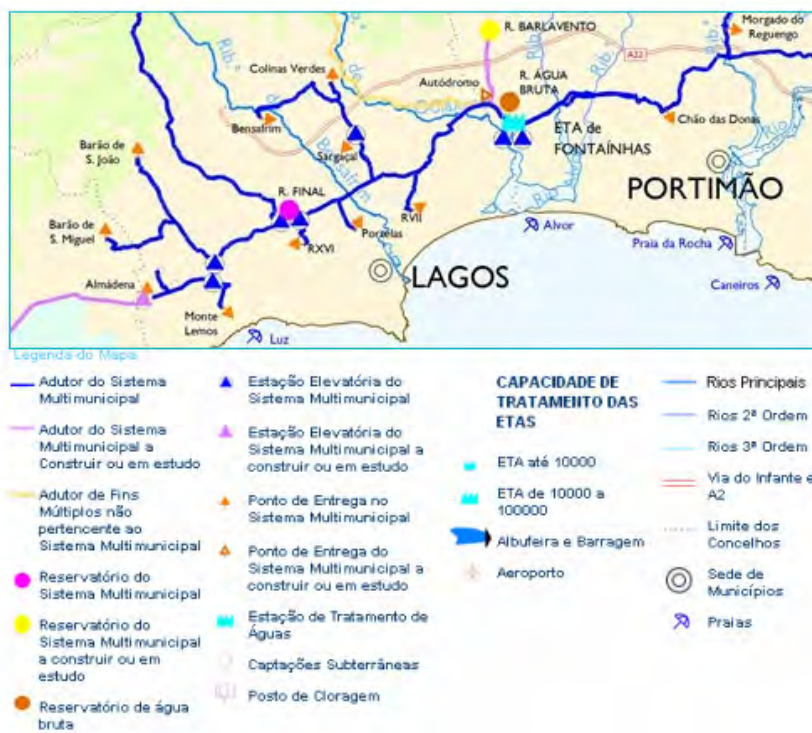 R. BARLAVENTO
Morgado do
Reguengo
Rib.ª
Rib.ª
Rib.ª
A22
Colinas Verdes
Autódromo
R. ÁGUA
BRUTA
de
Bensafrim
Sargaçal
ETA de
FONTAÍNHAS
Chão das Donas
Barão de
S. João
Bensafrim
R. FINAL
PORTIMÃO
RVII
Barão de
S. Miguel
Porzelas
Alvor
RXVI
Praia da Rocha
Almádena
LAGOS
Caneiros
Monte
Lemos
Luz
Legenda do Mapa
Adutor do Sistema
Multimunicipal
Adutor do Sistema
Multimunicipal a
Construir ou em estudo
Adutor de Fins
Múltiplos não
pertencente ao
Sistema Multimunicipal
Reservatório do
Sistema Multimunicipal
Reservatório do
Sistema Multimunicipal
a construir ou em
estudo
Reservatório de água
bruta
Estação Elevatória do
Sistema Multimunicipal
Estação Elevatória do
Sistema Multimunicipal a
construir ou em estudo
Ponto de Entrega no
Sistema Multimunicipal
Ponto de Entrega do
Sistema Multimunicipal a
construir ou em estudo
Estação de Tratamento de
Águas
Captações Subterrâneas
Posto de Cloragem
CAPACIDADE DE
TRATAMENTO DAS
ETAS
ETA até 10000
ETA de 10000 a
100000
Albufeira e Barragem
Aeroporto
Rios Principais
Rios 2ª Ordem
Rios 3ª Ordem
Via do Infante e
A2
Limite dos
Concelhos
Sede de
Municípios
Praias